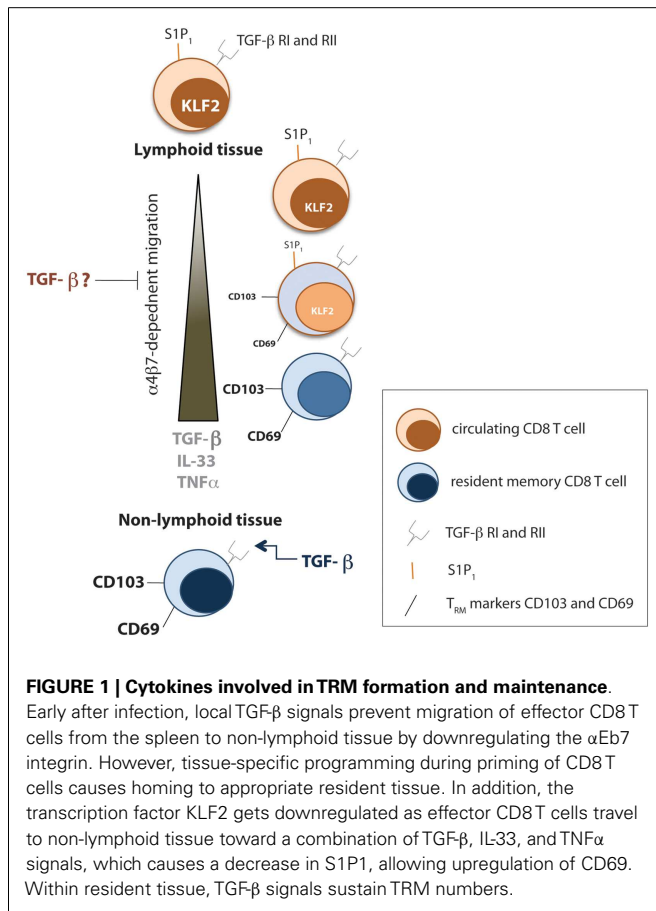 S1P₁
TGF-β RI and RII
KLF2
Lymphoid tissue
S1P₁
KLF2
α4β7-depednent migration
TGF- β?
S1P₁
CD103
KLF2
CD69
CD103
CD69
TGF- β
IL-33
TNFα
Non-lymphoid tissue
TGF- β
CD103
CD69
circulating CD8 T cell
resident memory CD8 T cell
TGF-β RI and RII
S1P₁
T_RM markers CD103 and CD69
FIGURE 1 | Cytokines involved in TRM formation and maintenance.
Early after infection, local TGF-β signals prevent migration of effector CD8 T
cells from the spleen to non-lymphoid tissue by downregulating the αEb7
integrin. However, tissue-specific programming during priming of CD8 T
cells causes homing to appropriate resident tissue. In addition, the
transcription factor KLF2 gets downregulated as effector CD8 T cells travel
to non-lymphoid tissue toward a combination of TGF-β, IL-33, and TNFα
signals, which causes a decrease in S1P1, allowing upregulation of CD69.
Within resident tissue, TGF-β signals sustain TRM numbers.